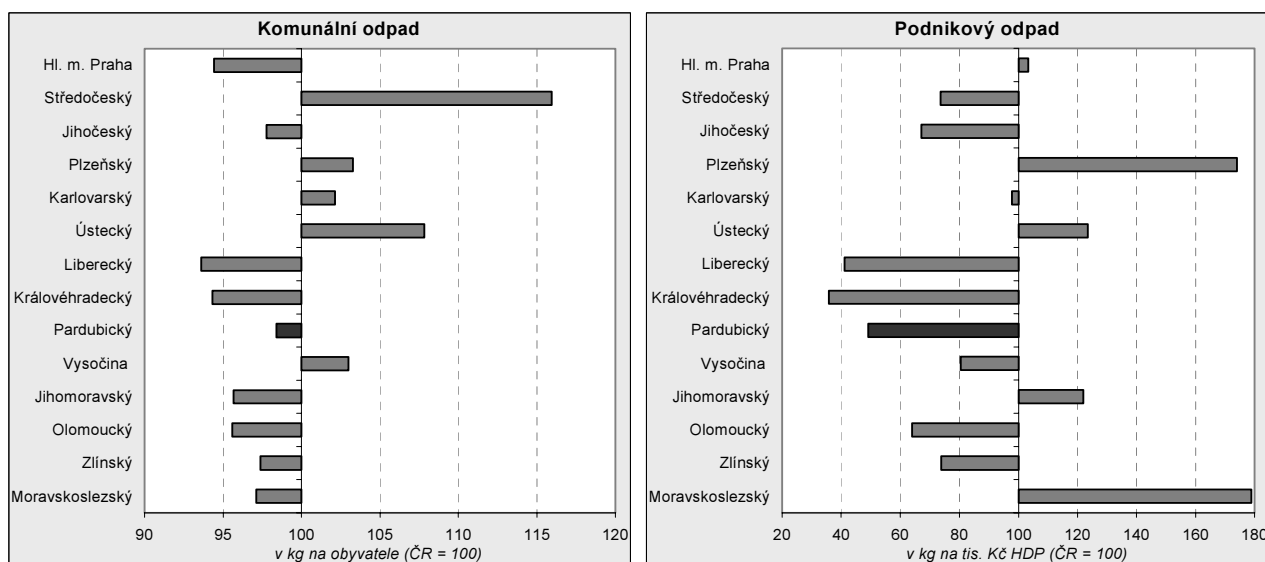 Komunální odpad
Hl. m. Praha
Středočeský
Jihočeský
Plzeňský
Karlovarský
Ústecký
Liberecký
Královéhradecký
Pardubický
Vysočina
Jihomoravský
Olomoucký
Zlínský
Moravskoslezský
90 95 100 105 110 115 120
v kg na obyvatele (ČR = 100)
Podnikový odpad
Hl. m. Praha
Středočeský
Jihočeský
Plzeňský
Karlovarský
Ústecký
Liberecký
Královéhradecký
Pardubický
Vysočina
Jihomoravský
Olomoucký
Zlínský
Moravskoslezský
20 40 60 80 100 120 140 160 180
v kg na tis. Kč HDP (ČR = 100)